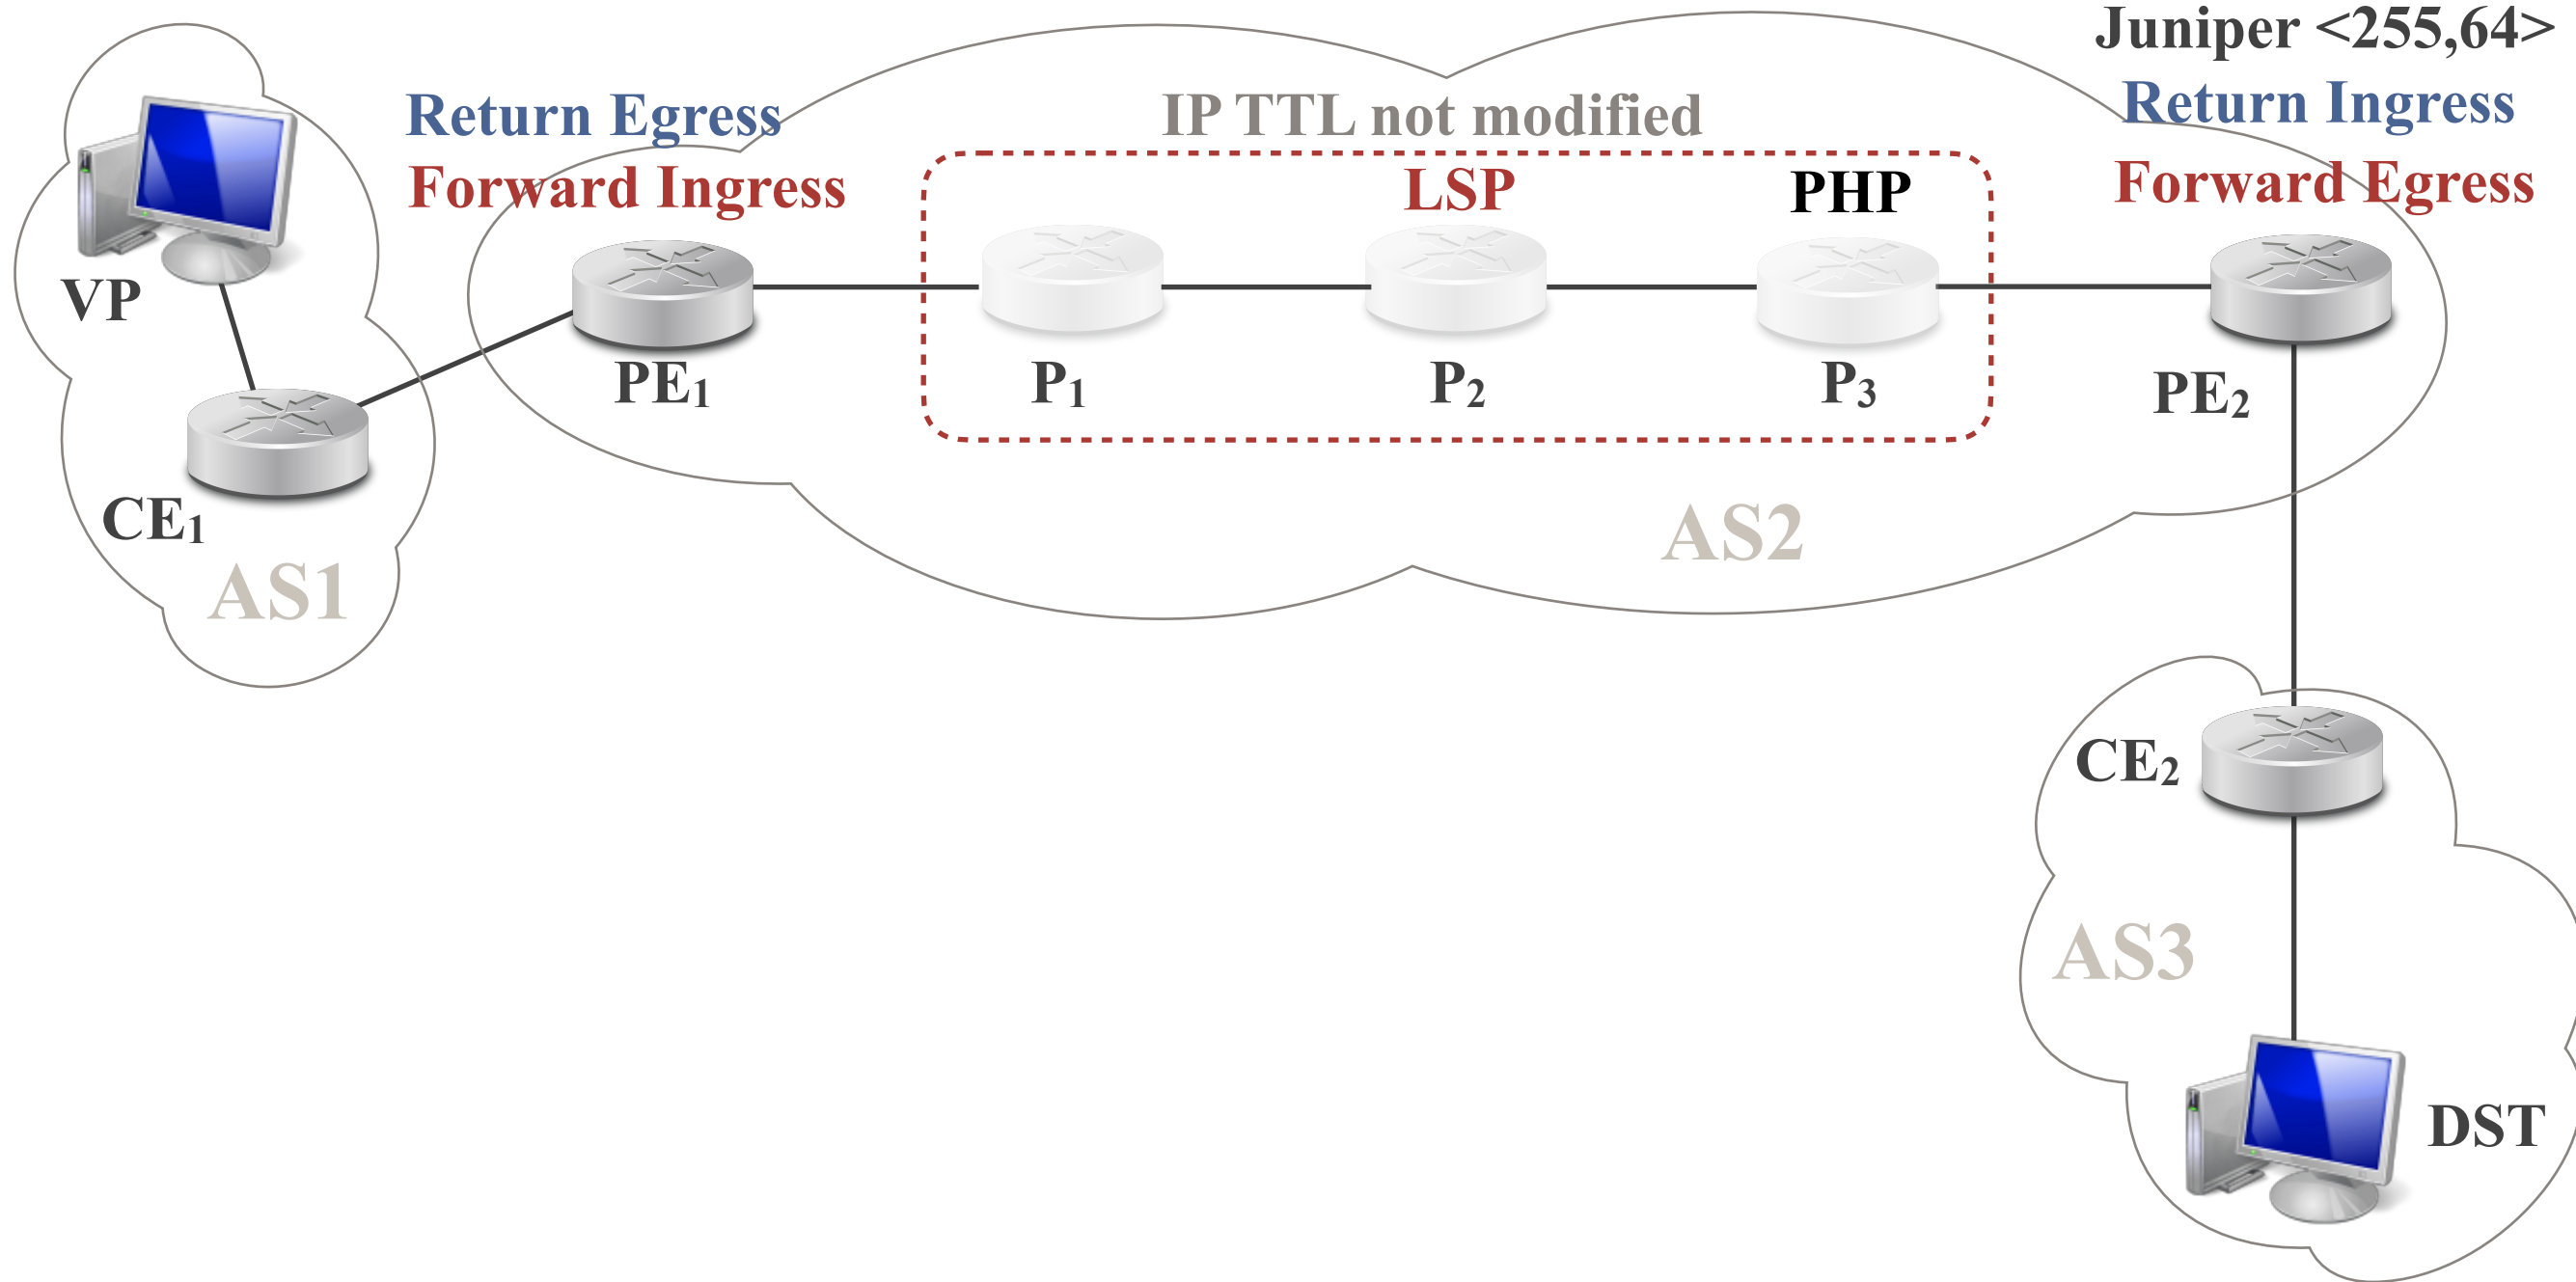 Juniper <255,64>
Return Egress
IP TTL not modified
Return Ingress
Forward Ingress
LSP
PHP
Forward Egress
VP
PE1
P1
P2
P3
PE2
CE1
AS1
AS2
CE2
AS3
DST